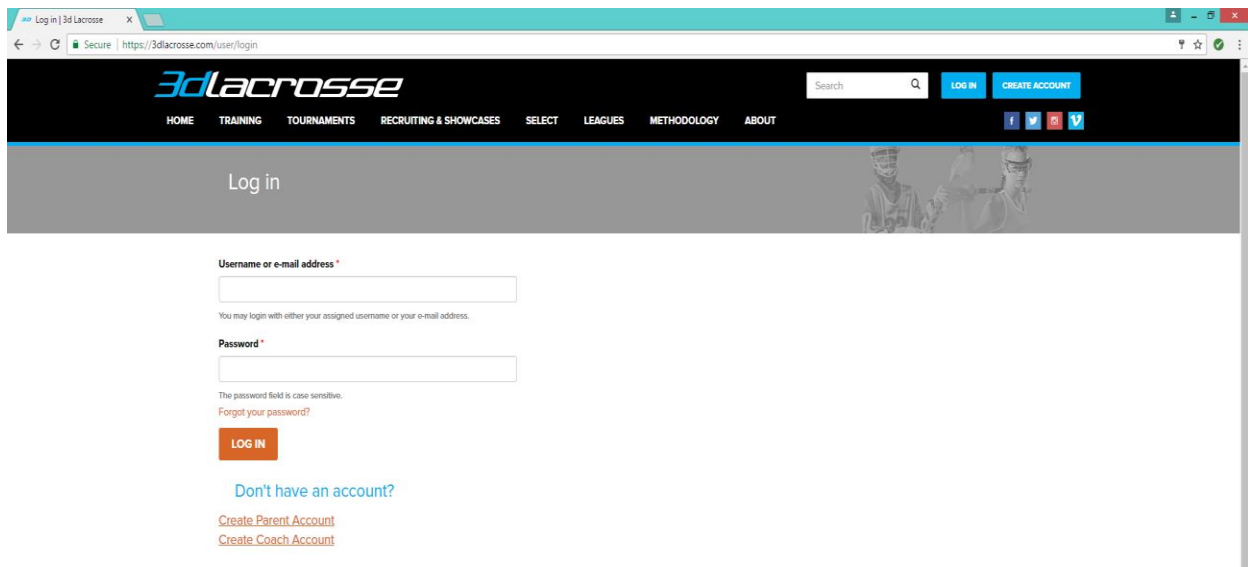 Log in | 3d Lacrosse
Secure https://3dlacrosse.com/user/login
3dlacrosse
Search
LOG IN
CREATE ACCOUNT
HOME TRAINING TOURNAMENTS RECRUITING & SHOWCASES SELECT LEAGUES METHODOLOGY ABOUT
Log in
Username or e-mail address *
You may login with either your assigned username or your e-mail address.
Password *
The password field is case sensitive.
Forgot your password?
LOG IN
Don't have an account?
Create Parent Account
Create Coach Account